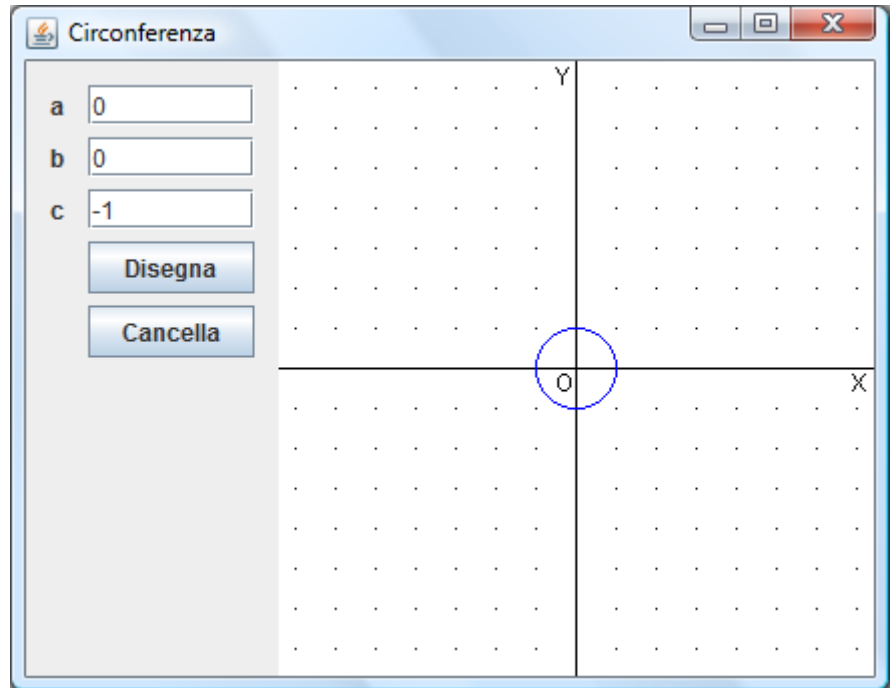 Circonferenza
a 0
b 0
c -1
Disegna
Cancella
Y
O
X